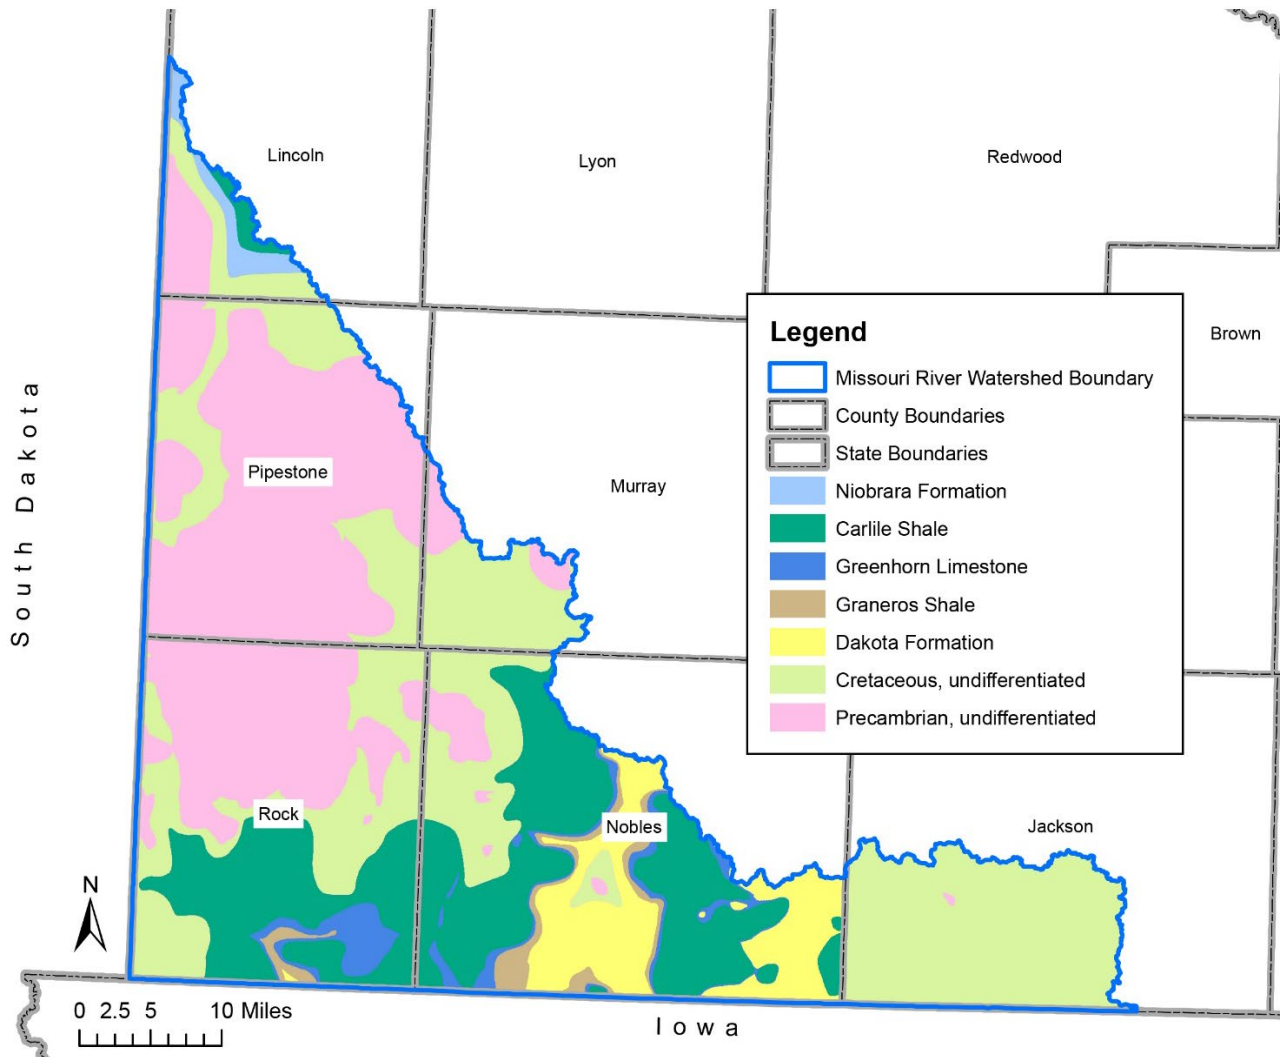 Lincoln
Lyon
Redwood
Brown
South Dakota
Pipestone
Murray
Rock
Nobles
Jackson
Legend
Missouri River Watershed Boundary
County Boundaries
State Boundaries
Niobrara Formation
Carlile Shale
Greenhorn Limestone
Graneros Shale
Dakota Formation
Cretaceous, undifferentiated
Precambrian, undifferentiated
N
0 2.5 5 10 Miles
Iowa